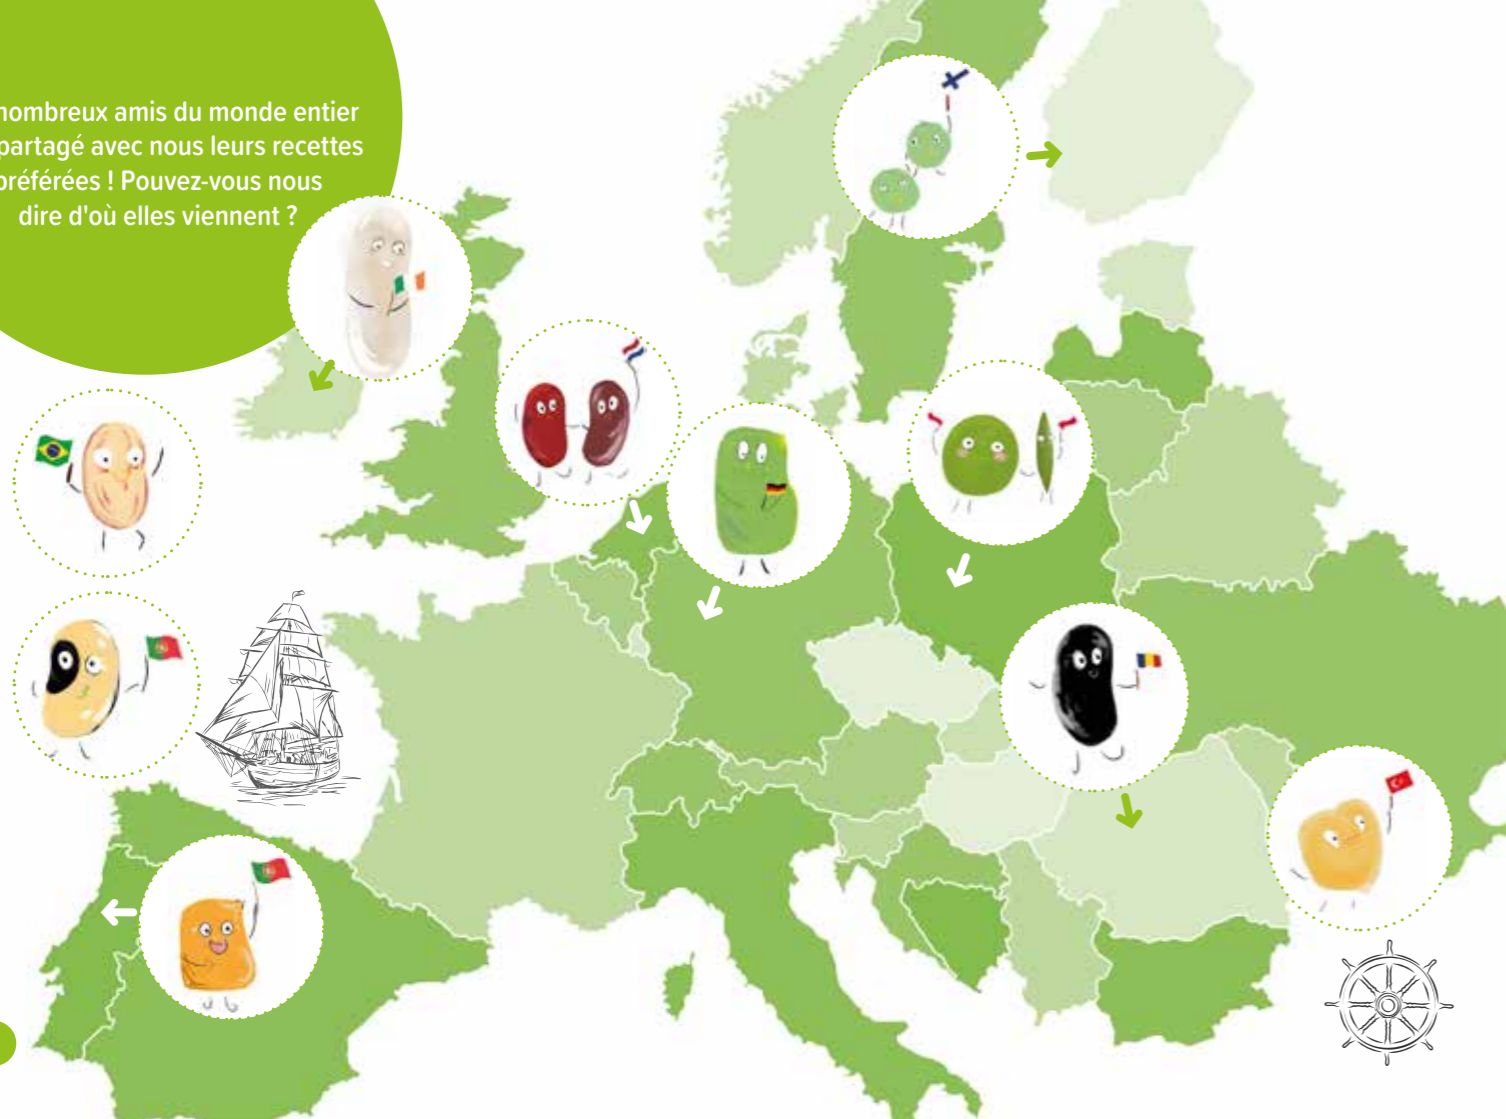 nombreux amis du monde entier
partagé avec nous leurs recettes
préférées ! Pouvez-vous nous
dire d'où elles viennent ?